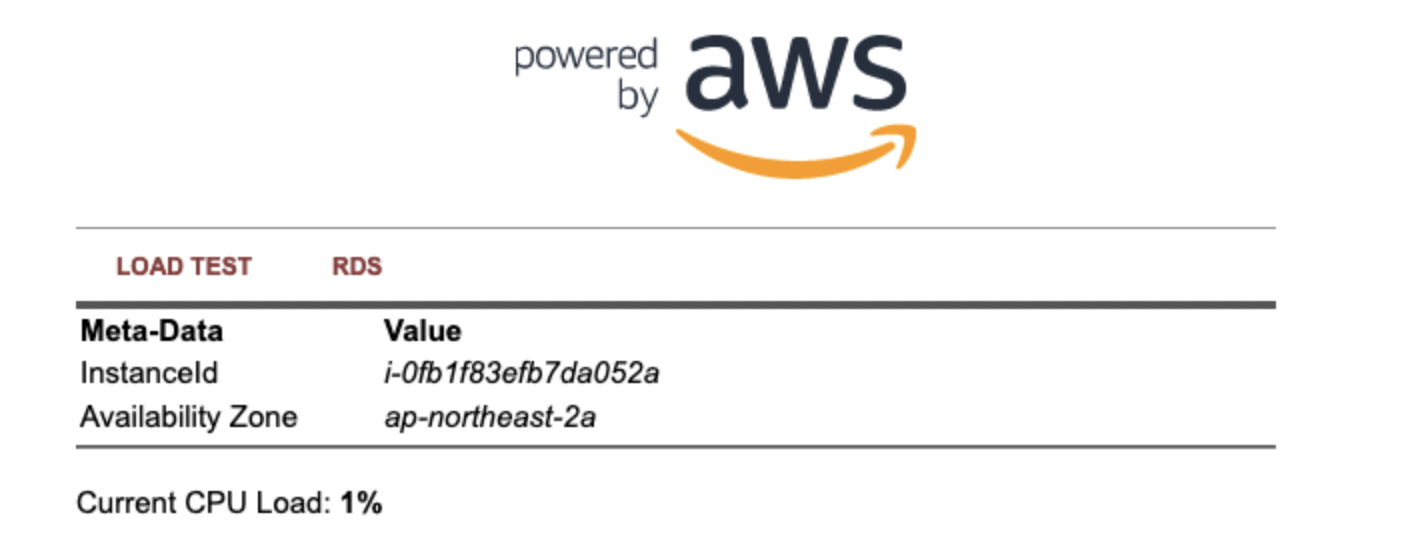 powered
by aws
LOAD TEST RDS
Meta-Data Value
InstanceId i-0fb1f83efb7da052a
Availability Zone ap-northeast-2a
Current CPU Load: 1%